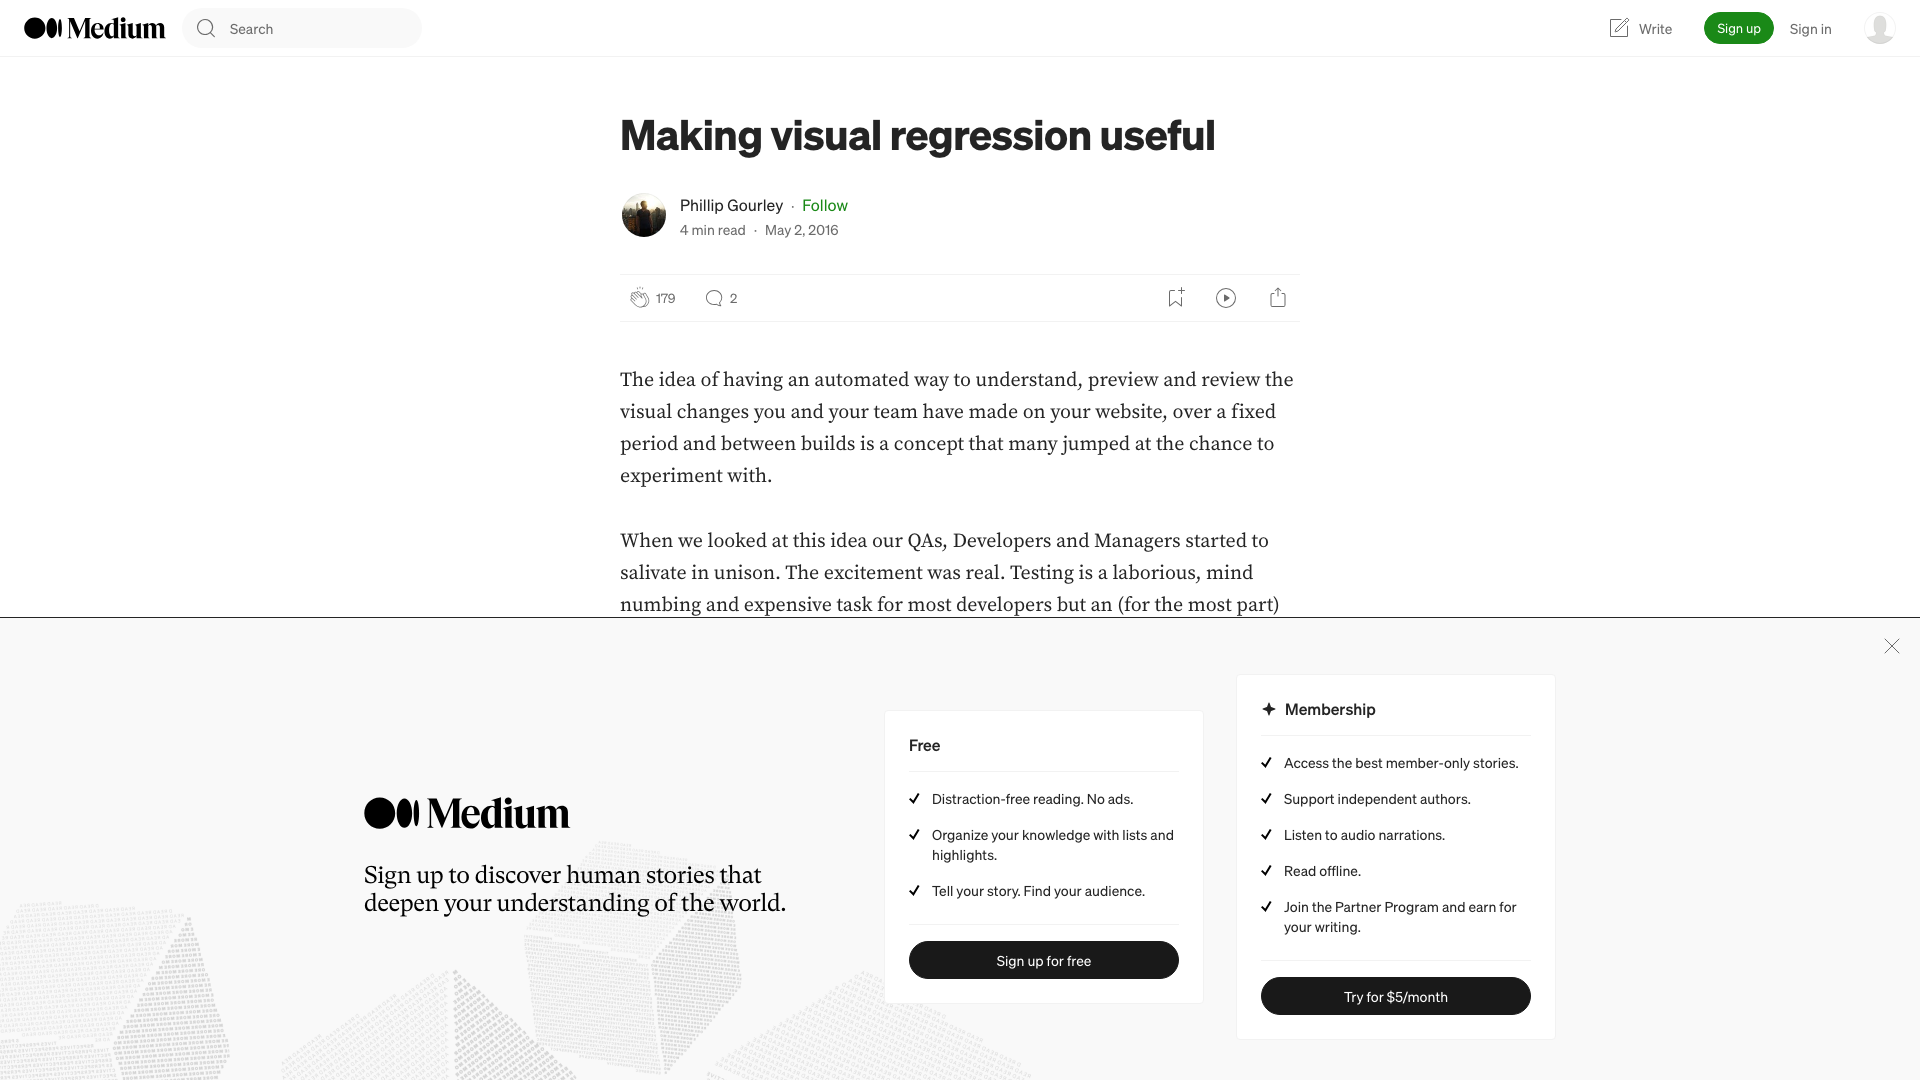 Medium
Search
Write
Sign up
Sign in
Making visual regression useful
Phillip Gourley · Follow
4 min read · May 2, 2016
179
2
The idea of having an automated way to understand, preview and review the
visual changes you and your team have made on your website, over a fixed
period and between builds is a concept that many jumped at the chance to
experiment with.
When we looked at this idea our QAs, Developers and Managers started to
salivate in unison. The excitement was real. Testing is a laborious, mind
numbing and expensive task for most developers but an (for the most part)
Medium
Sign up to discover human stories that
deepen your understanding of the world.
Free
Distraction-free reading. No ads.
Organize your knowledge with lists and
highlights.
Tell your story. Find your audience.
Sign up for free
Membership
Access the best member-only stories.
Support independent authors.
Listen to audio narrations.
Read offline.
Join the Partner Program and earn for
your writing.
Try for $5/month